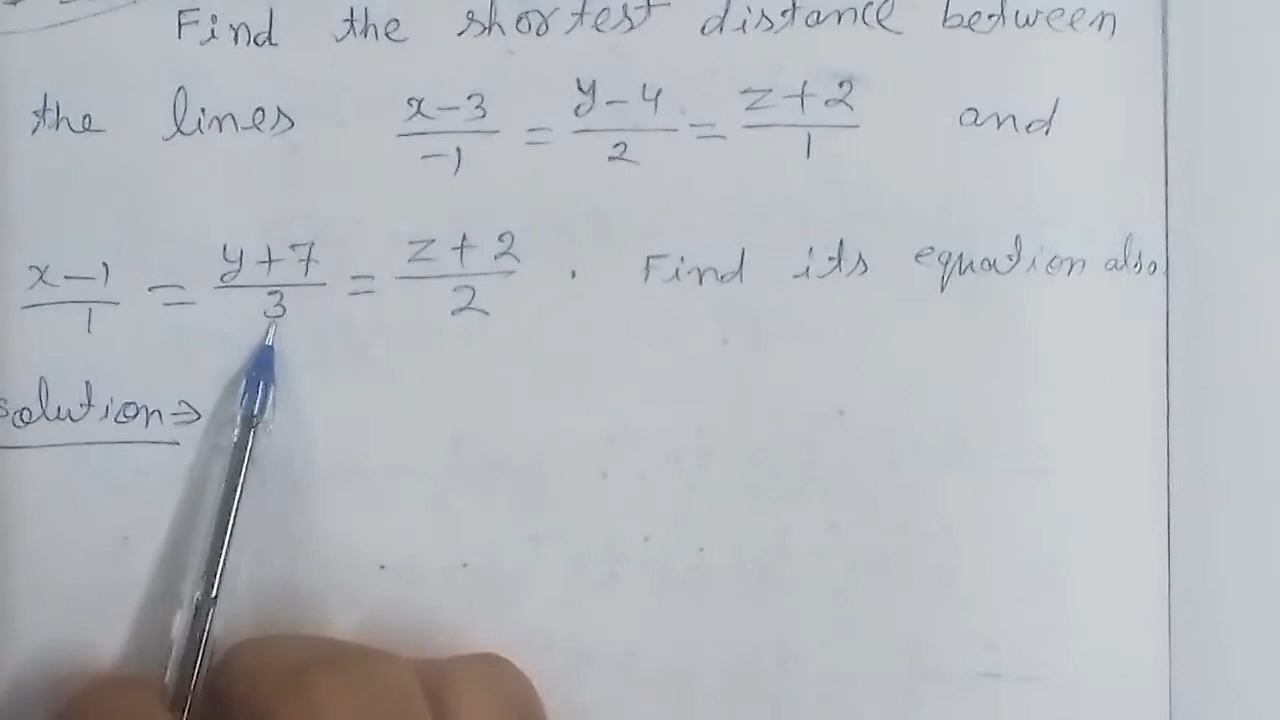 Find the shortest distance between
the lines (x-3)/-1 = (y-4)/2 = (z+2)/1 and
(x-1)/1 = (y+7)/3 = (z+2)/2 . Find its equation also
solution⇒